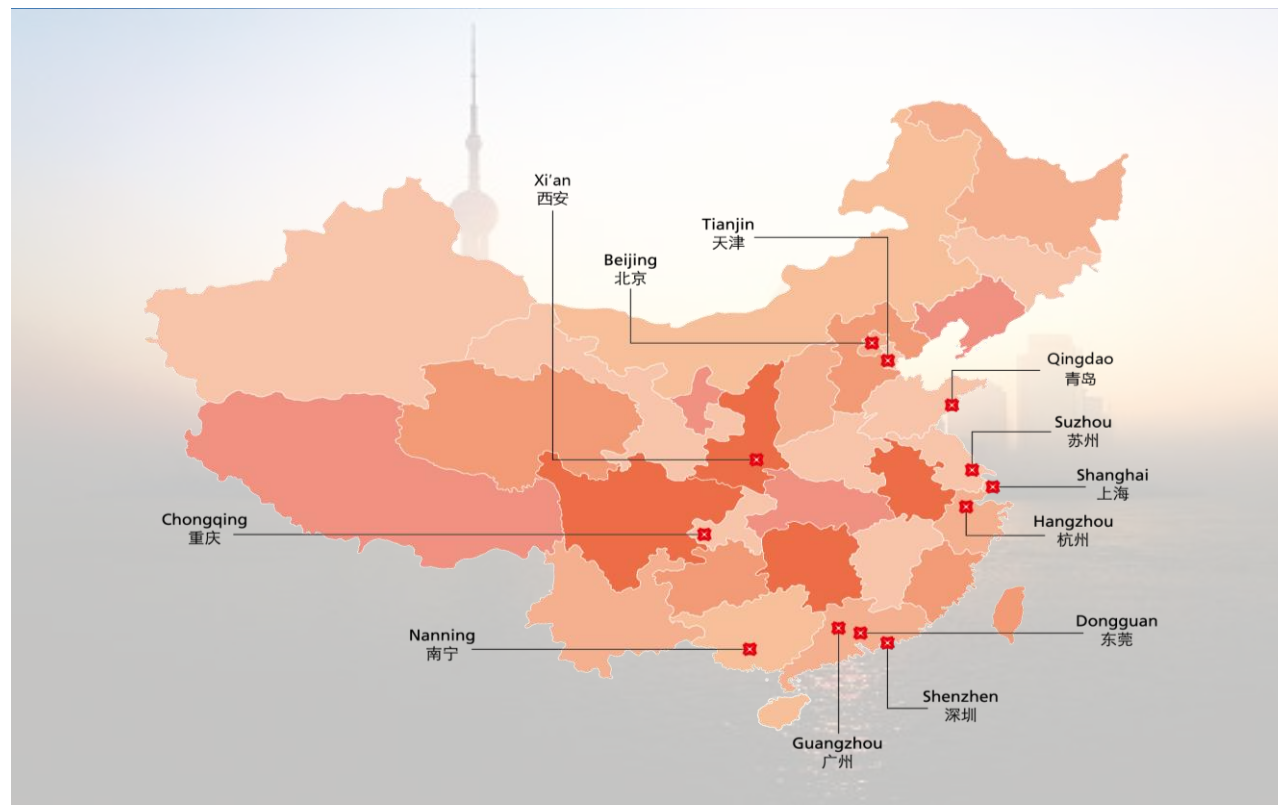 Xi'an
西安
Tianjin
天津
Beijing
北京
Qingdao
青岛
Suzhou
苏州
Shanghai
上海
Hangzhou
杭州
Chongqing
重庆
Dongguan
东莞
Nanning
南宁
Shenzhen
深圳
Guangzhou
广州